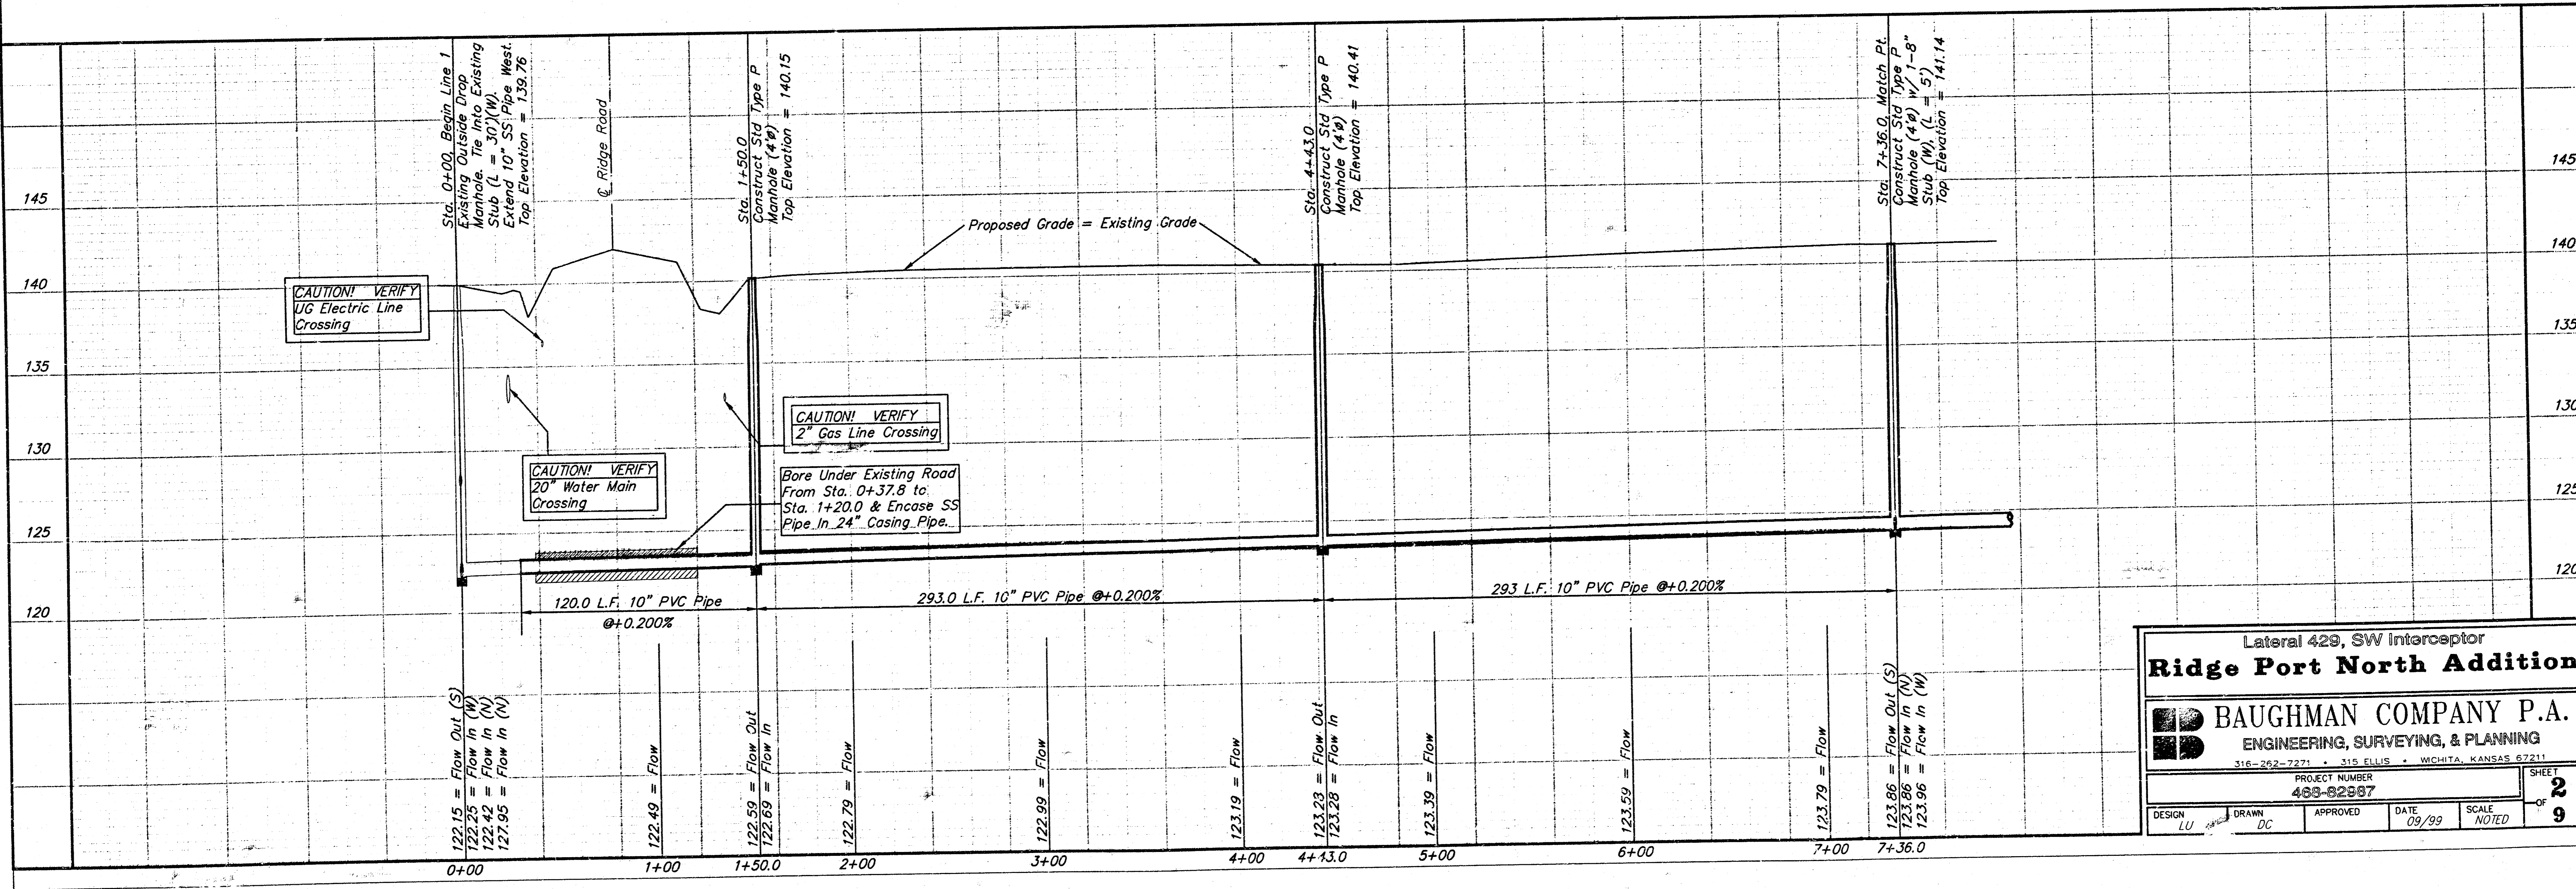 Sta. 0+00, Begin Line 1
Existing Outside Drop
Manhole. Tie Into Existing
Stub (L = 30')(W).
Extend 10" SS Pipe West.
Top Elevation = 139.76
℄ Ridge Road
Sta. 1+50.0
Construct Std Type P
Manhole (4'ø)
Top Elevation = 140.15
Sta. 4+43.0
Construct Std Type P
Manhole (4'ø)
Top Elevation = 140.41
Sta. 7+36.0, Match Pt.
Construct Std Type P
Manhole (4'ø) W/ 1-8"
Stub (W), (L = 5')
Top Elevation = 141.14
145
140
135
130
125
120
145
140
135
130
125
120
Proposed Grade = Existing Grade
CAUTION! VERIFY
UG Electric Line
Crossing
CAUTION! VERIFY
2" Gas Line Crossing
CAUTION! VERIFY
20" Water Main
Crossing
Bore Under Existing Road
From Sta. 0+37.8 to
Sta. 1+20.0 & Encase SS
Pipe In 24" Casing Pipe.
120.0 L.F. 10" PVC Pipe
@+0.200%
293.0 L.F. 10" PVC Pipe @+0.200%
293 L.F. 10" PVC Pipe @+0.200%
122.15 = Flow Out (S)
122.25 = Flow In (W)
122.42 = Flow In (N)
127.95 = Flow In (N)
122.49 = Flow
122.59 = Flow Out
122.69 = Flow In
122.79 = Flow
122.99 = Flow
123.19 = Flow
123.23 = Flow Out
123.28 = Flow In
123.39 = Flow
123.59 = Flow
123.79 = Flow
123.86 = Flow Out (S)
123.86 = Flow In (N)
123.96 = Flow In (W)
0+00
1+00
1+50.0
2+00
3+00
4+00
4+43.0
5+00
6+00
7+00
7+36.0
Lateral 429, SW Interceptor
Ridge Port North Addition
BAUGHMAN COMPANY P.A.
ENGINEERING, SURVEYING, & PLANNING
316-262-7271 • 315 ELLIS • WICHITA, KANSAS 67211
PROJECT NUMBER
468-82987
SHEET
2
OF
9
DESIGN
LU
DRAWN
DC
APPROVED
DATE
09/99
SCALE
NOTED